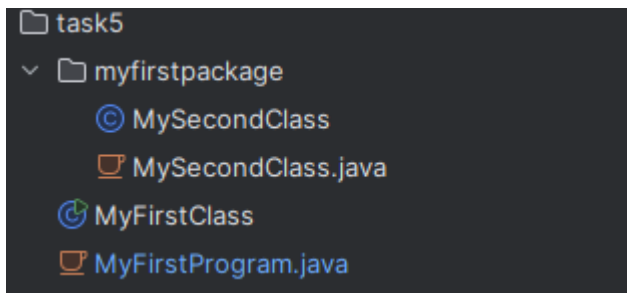 task5
myfirstpackage
MySecondClass
MySecondClass.java
MyFirstClass
MyFirstProgram.java